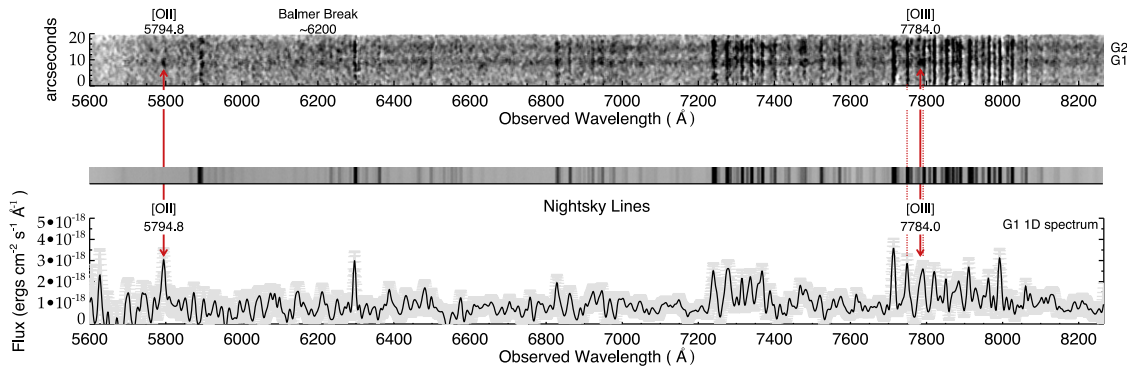 [OII] Balmer Break [OIII]
5794.8 ~6200 7784.0
20
10
0
arcseconds
G2
G1
5600 5800 6000 6200 6400 6600 6800 7000 7200 7400 7600 7800 8000 8200
Observed Wavelength ( Å)
Nightsky Lines
[OII] [OIII]
5794.8 7784.0
G1 1D spectrum
5•10⁻¹⁸
4•10⁻¹⁸
3•10⁻¹⁸
2•10⁻¹⁸
1•10⁻¹⁸
0
Flux (ergs cm⁻² s⁻¹ Å⁻¹)
5600 5800 6000 6200 6400 6600 6800 7000 7200 7400 7600 7800 8000 8200
Observed Wavelength ( Å)